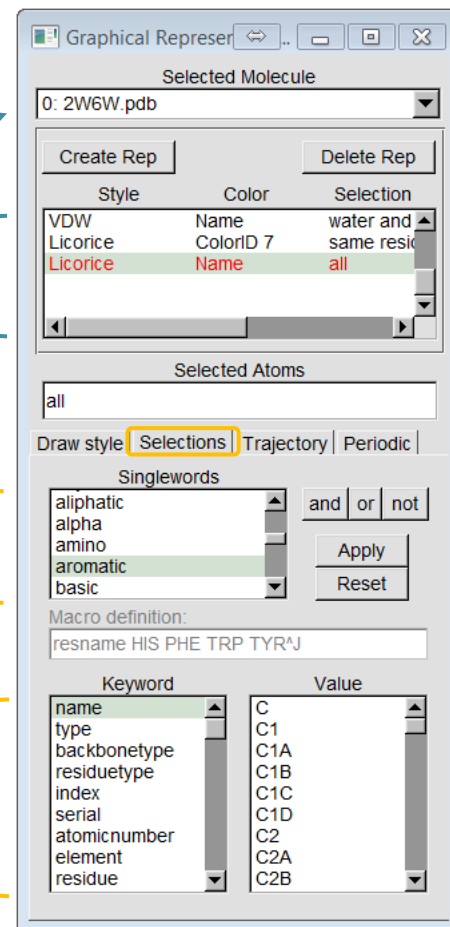 Graphical Represer ..
Selected Molecule
0: 2W6W.pdb
Create Rep Delete Rep
Style Color Selection
VDW Name water and
Licorice ColorID 7 same resid
Licorice Name all
Selected Atoms
all
Draw style Selections Trajectory Periodic
Singlewords
aliphatic
alpha
amino
aromatic
basic
and or not
Apply
Reset
Macro definition:
resname HIS PHE TRP TYR^J
Keyword Value
name C
type C1
backbonetype C1A
residuetype C1B
index C1C
serial C1D
atomicnumber C2
element C2A
residue C2B